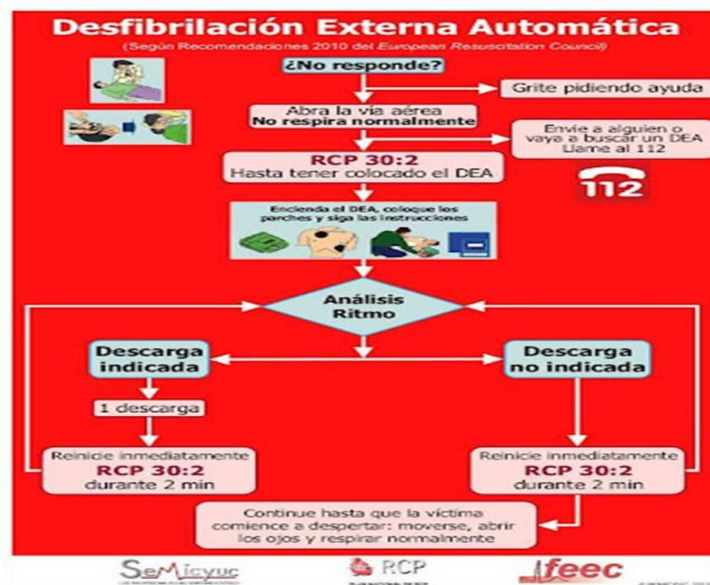 Desfibrilación Externa Automática
(Según Recomendaciones 2010 del European Resuscitation Council)
¿No responde?
Grite pidiendo ayuda
Abra la vía aérea
No respira normalmente
Envíe a alguien o
vaya a buscar un DEA
Llame al 112
RCP 30:2
Hasta tener colocado el DEA
112
Encienda el DEA, coloque los
parches y siga las instrucciones
Análisis
Ritmo
Descarga
indicada
Descarga
no indicada
1 descarga
Reinicie inmediatamente
RCP 30:2
durante 2 min
Reinicie inmediatamente
RCP 30:2
durante 2 min
Continúe hasta que la víctima
comience a despertar: moverse, abrir
los ojos y respirar normalmente
SeMicyuc
RCP
feec